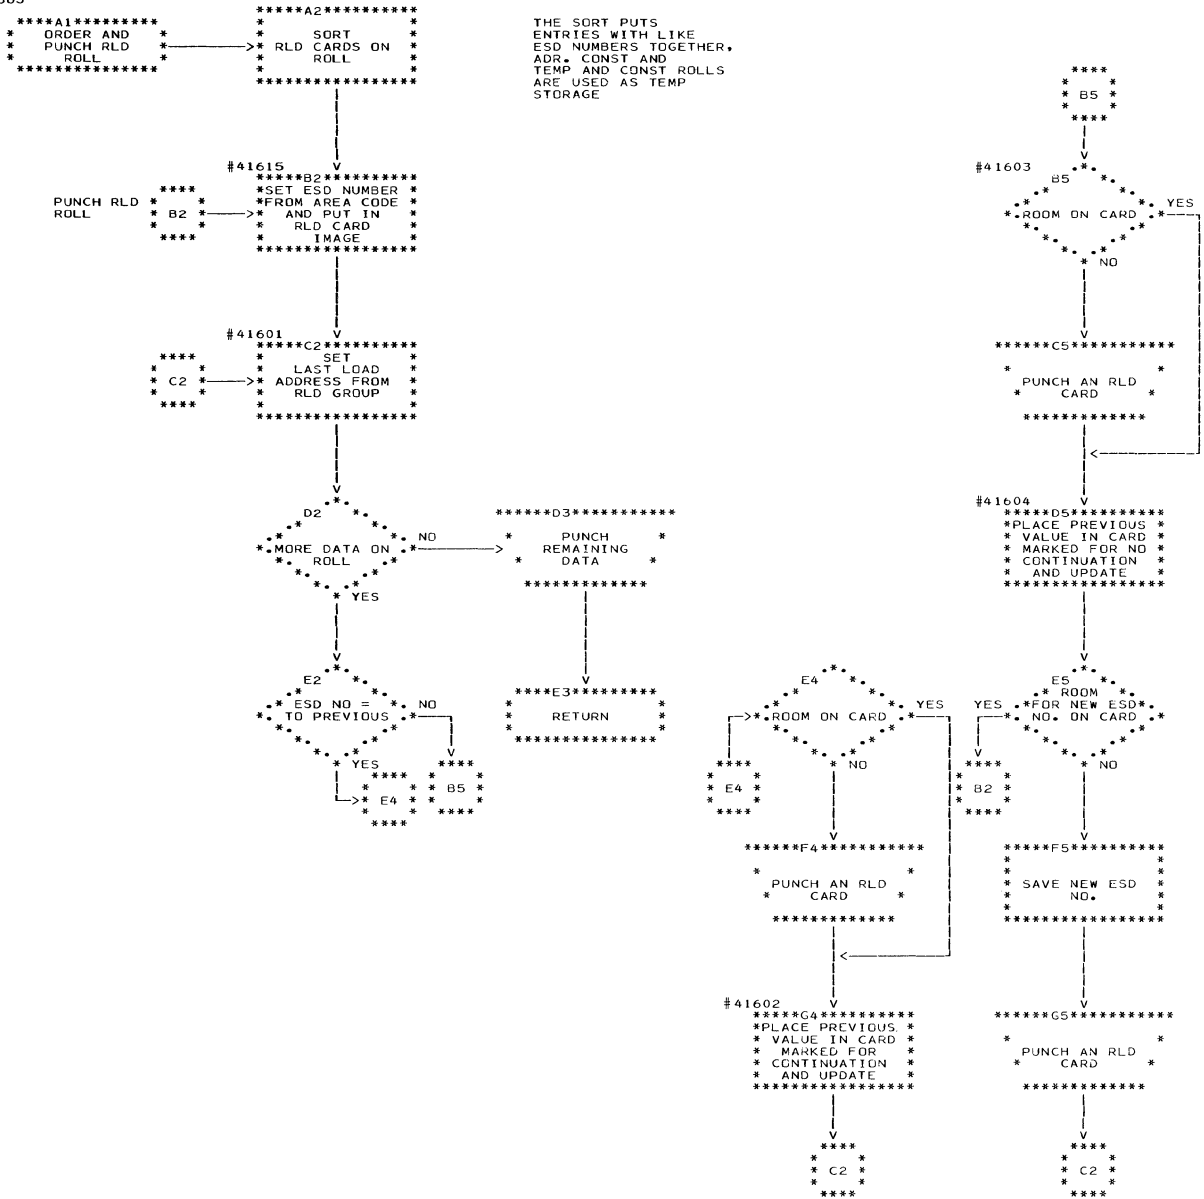 A1
ORDER AND
PUNCH RLD
ROLL
A2
SORT
RLD CARDS ON
ROLL
THE SORT PUTS
ENTRIES WITH LIKE
ESD NUMBERS TOGETHER,
ADR. CONST AND
TEMP AND CONST ROLLS
ARE USED AS TEMP
STORAGE
PUNCH RLD
ROLL
B2
#41615
B2
SET ESD NUMBER
FROM AREA CODE
AND PUT IN
RLD CARD
IMAGE
C2
#41601
C2
SET
LAST LOAD
ADDRESS FROM
RLD GROUP
D2
MORE DATA ON
ROLL
NO
YES
D3
PUNCH
REMAINING
DATA
E2
ESD NO =
TO PREVIOUS
NO
YES
E4
B5
E3
RETURN
E4
ROOM ON CARD
YES
NO
E4
F4
PUNCH AN RLD
CARD
#41602
G4
PLACE PREVIOUS
VALUE IN CARD
MARKED FOR
CONTINUATION
AND UPDATE
C2
B5
#41603
B5
ROOM ON CARD
YES
NO
C5
PUNCH AN RLD
CARD
#41604
D5
PLACE PREVIOUS
VALUE IN CARD
MARKED FOR NO
CONTINUATION
AND UPDATE
E5
ROOM
FOR NEW ESD
NO. ON CARD
YES
NO
B2
F5
SAVE NEW ESD
NO.
G5
PUNCH AN RLD
CARD
C2